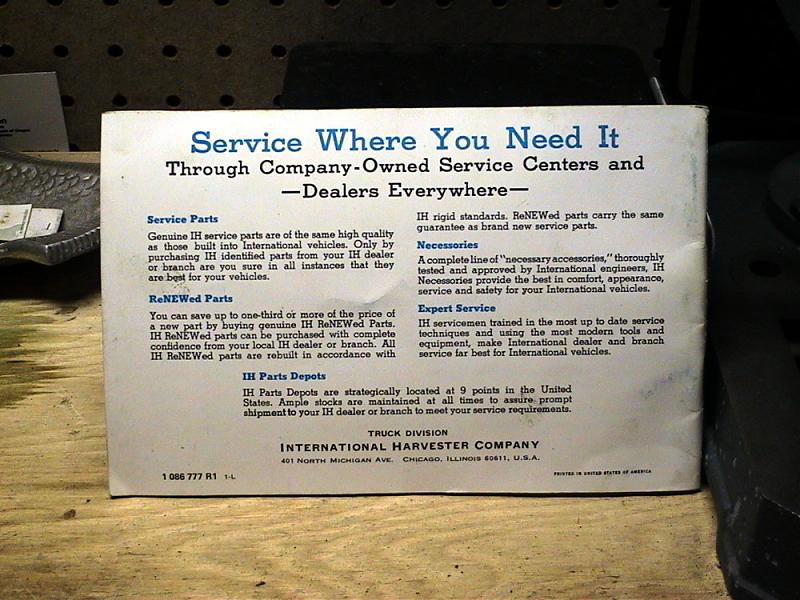 Service Where You Need It
Through Company-Owned Service Centers and
—Dealers Everywhere—
Service Parts
Genuine IH service parts are of the same high quality
as those built into International vehicles. Only by
purchasing IH identified parts from your IH dealer
or branch are you sure in all instances that they
are best for your vehicles.
ReNEWed Parts
You can save up to one-third or more of the price of
a new part by buying genuine IH ReNEWed Parts.
IH ReNEWed parts can be purchased with complete
confidence from your local IH dealer or branch. All
IH ReNEWed parts are rebuilt in accordance with
IH rigid standards. ReNEWed parts carry the same
guarantee as brand new service parts.
Necessories
A complete line of "necessary accessories," thoroughly
tested and approved by International engineers, IH
Necessories provide the best in comfort, appearance,
service and safety for your International vehicles.
Expert Service
IH servicemen trained in the most up to date service
techniques and using the most modern tools and
equipment, make International dealer and branch
service far best for International vehicles.
IH Parts Depots
IH Parts Depots are strategically located at 9 points in the United
States. Ample stocks are maintained at all times to assure prompt
shipment to your IH dealer or branch to meet your service requirements.
TRUCK DIVISION
INTERNATIONAL HARVESTER COMPANY
401 NORTH MICHIGAN AVE. CHICAGO, ILLINOIS 60611, U.S.A.
1 086 777 R1 1-L
PRINTED IN UNITED STATES OF AMERICA